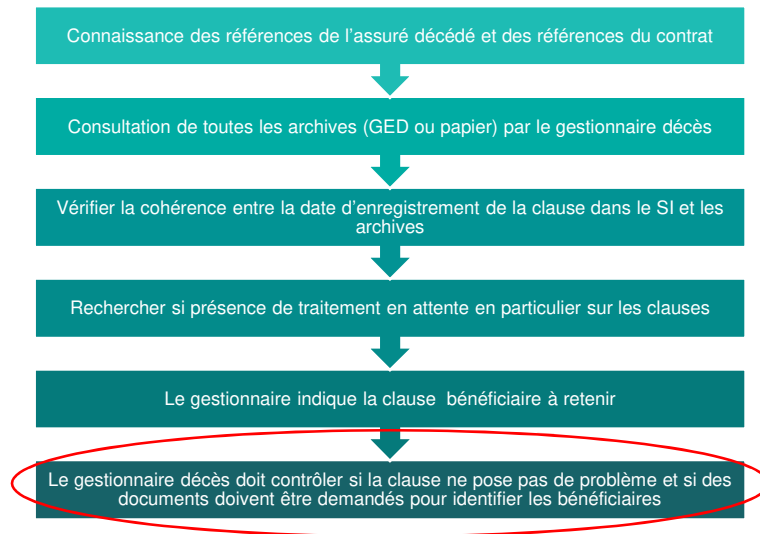 Connaissance des références de l'assuré décédé et des références du contrat
Consultation de toutes les archives (GED ou papier) par le gestionnaire décès
Vérifier la cohérence entre la date d'enregistrement de la clause dans le SI et les
archives
Rechercher si présence de traitement en attente en particulier sur les clauses
Le gestionnaire indique la clause bénéficiaire à retenir
Le gestionnaire décès doit contrôler si la clause ne pose pas de problème et si des
documents doivent être demandés pour identifier les bénéficiaires